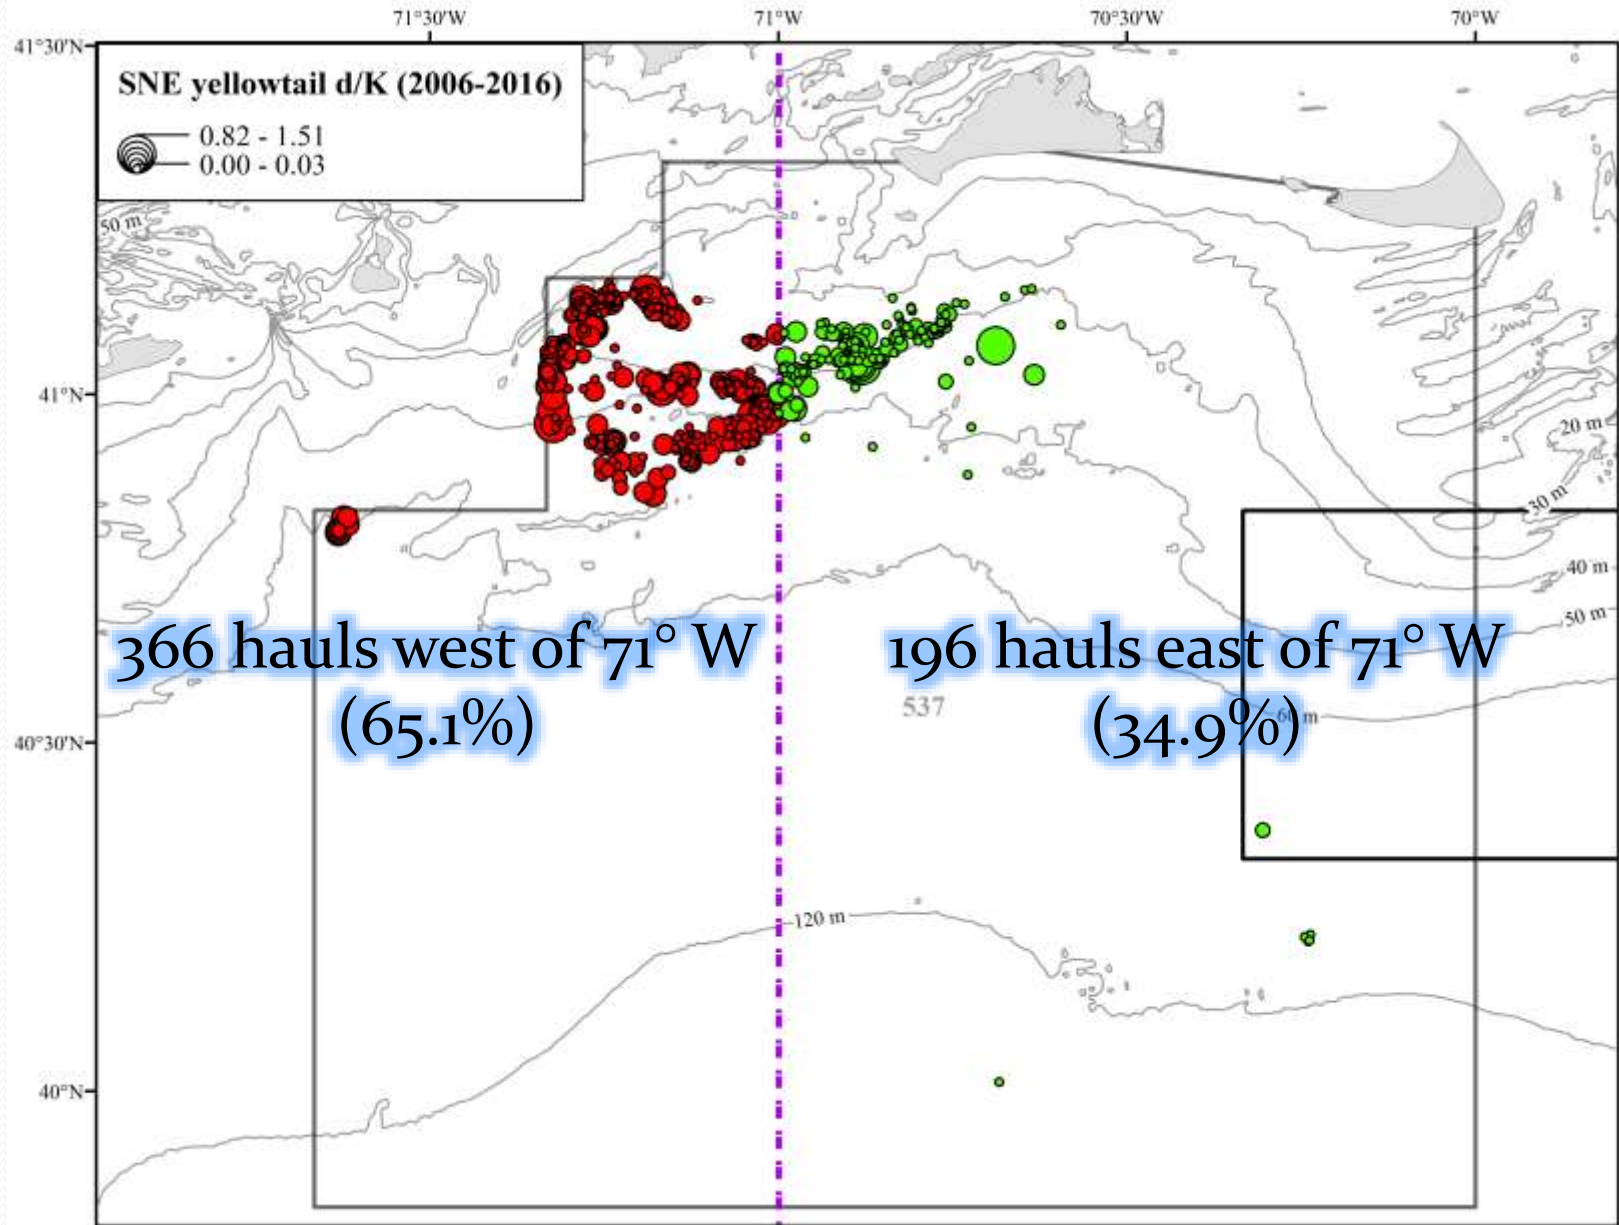 71°30'W 71°W 70°30'W 70°W
41°30'N
SNE yellowtail d/K (2006-2016)
0.82 - 1.51
0.00 - 0.03
50 m
41°N
20 m
30 m
40 m
50 m
366 hauls west of 71° W
(65.1%)
196 hauls east of 71° W
(34.9%)
537
60 m
40°30'N
120 m
40°N